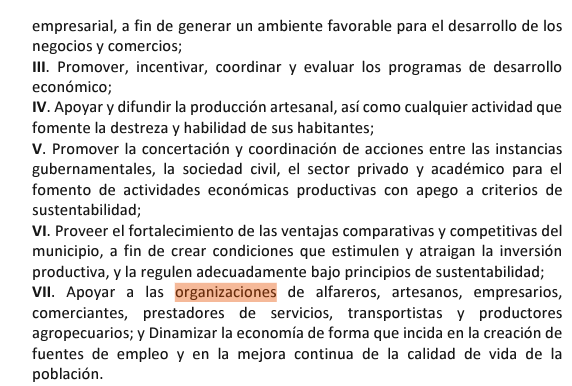 empresarial, a fin de generar un ambiente favorable para el desarrollo de los
negocios y comercios;
III. Promover, incentivar, coordinar y evaluar los programas de desarrollo
económico;
IV. Apoyar y difundir la producción artesanal, así como cualquier actividad que
fomente la destreza y habilidad de sus habitantes;
V. Promover la concertación y coordinación de acciones entre las instancias
gubernamentales, la sociedad civil, el sector privado y académico para el
fomento de actividades económicas productivas con apego a criterios de
sustentabilidad;
VI. Proveer el fortalecimiento de las ventajas comparativas y competitivas del
municipio, a fin de crear condiciones que estimulen y atraigan la inversión
productiva, y la regulen adecuadamente bajo principios de sustentabilidad;
VII. Apoyar a las organizaciones de alfareros, artesanos, empresarios,
comerciantes, prestadores de servicios, transportistas y productores
agropecuarios; y Dinamizar la economía de forma que incida en la creación de
fuentes de empleo y en la mejora continua de la calidad de vida de la
población.